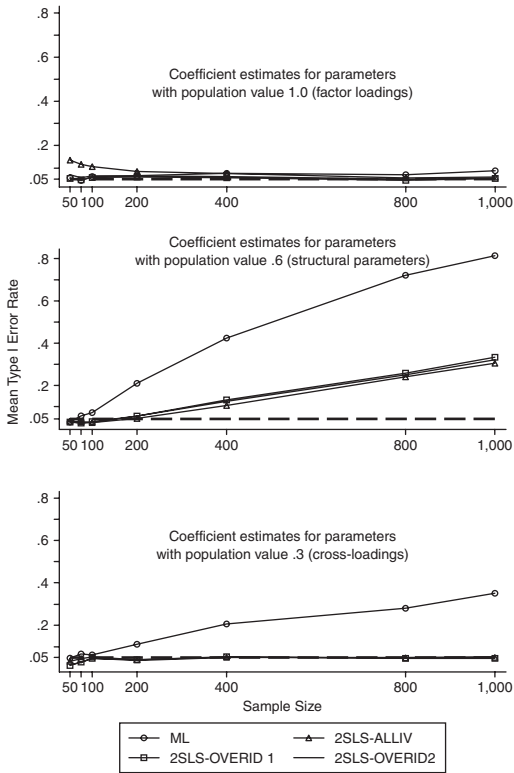 .8
.6
.4
.2
.05
Coefficient estimates for parameters
with population value 1.0 (factor loadings)
50 100 200 400 800 1,000
Mean Type I Error Rate
Coefficient estimates for parameters
with population value .6 (structural parameters)
.8
.6
.4
.2
.05
50 100 200 400 800 1,000
.8
.6
.4
.2
.05
Coefficient estimates for parameters
with population value .3 (cross-loadings)
50 100 200 400 800 1,000
Sample Size
ML 2SLS-ALLIV
2SLS-OVERID 1 2SLS-OVERID2